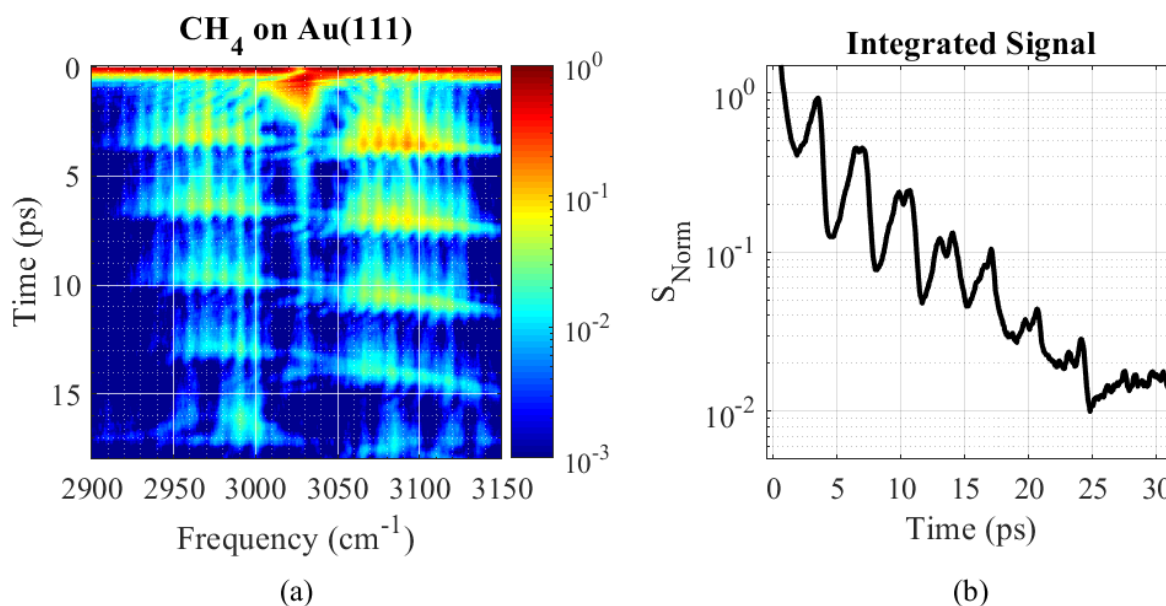 CH4 on Au(111)
0
5
10
15
Time (ps)
2900 2950 3000 3050 3100 3150
Frequency (cm-1)
10^0
10^-1
10^-2
10^-3
(a)
Integrated Signal
10^0
10^-1
10^-2
S_Norm
0 5 10 15 20 25 30
Time (ps)
(b)